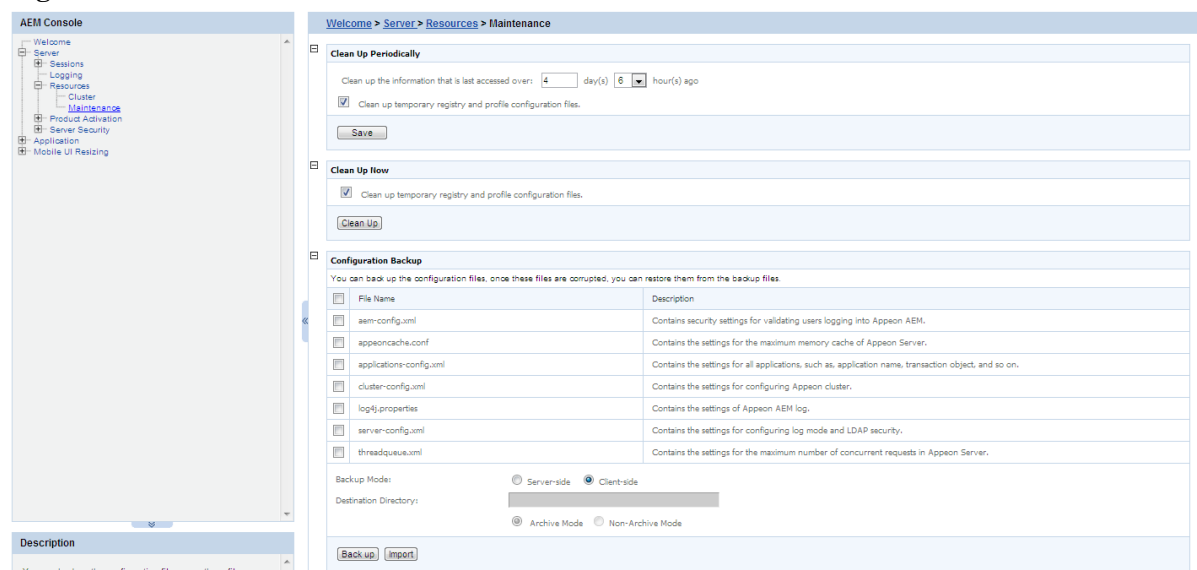 AEM Console
Welcome
Server
Sessions
Logging
Resources
Cluster
Maintenance
Product Activation
Server Security
Application
Mobile UI Resizing
Description
Welcome > Server > Resources > Maintenance
Clean Up Periodically
Clean up the information that is last accessed over: 4 day(s) 6 hour(s) ago
Clean up temporary registry and profile configuration files.
Save
Clean Up Now
Clean up temporary registry and profile configuration files.
Clean Up
Configuration Backup
You can back up the configuration files, once these files are corrupted, you can restore them from the backup files.
File Name Description
aem-config.xml Contains security settings for validating users logging into Appeon AEM.
appeoncache.conf Contains the settings for the maximum memory cache of Appeon Server.
applications-config.xml Contains the settings for all applications, such as, application name, transaction object, and so on.
cluster-config.xml Contains the settings for configuring Appeon cluster.
log4j.properties Contains the settings of Appeon AEM log.
server-config.xml Contains the settings for configuring log mode and LDAP security.
threadqueue.xml Contains the settings for the maximum number of concurrent requests in Appeon Server.
Backup Mode: Server-side Client-side
Destination Directory:
Archive Mode Non-Archive Mode
Back up Import